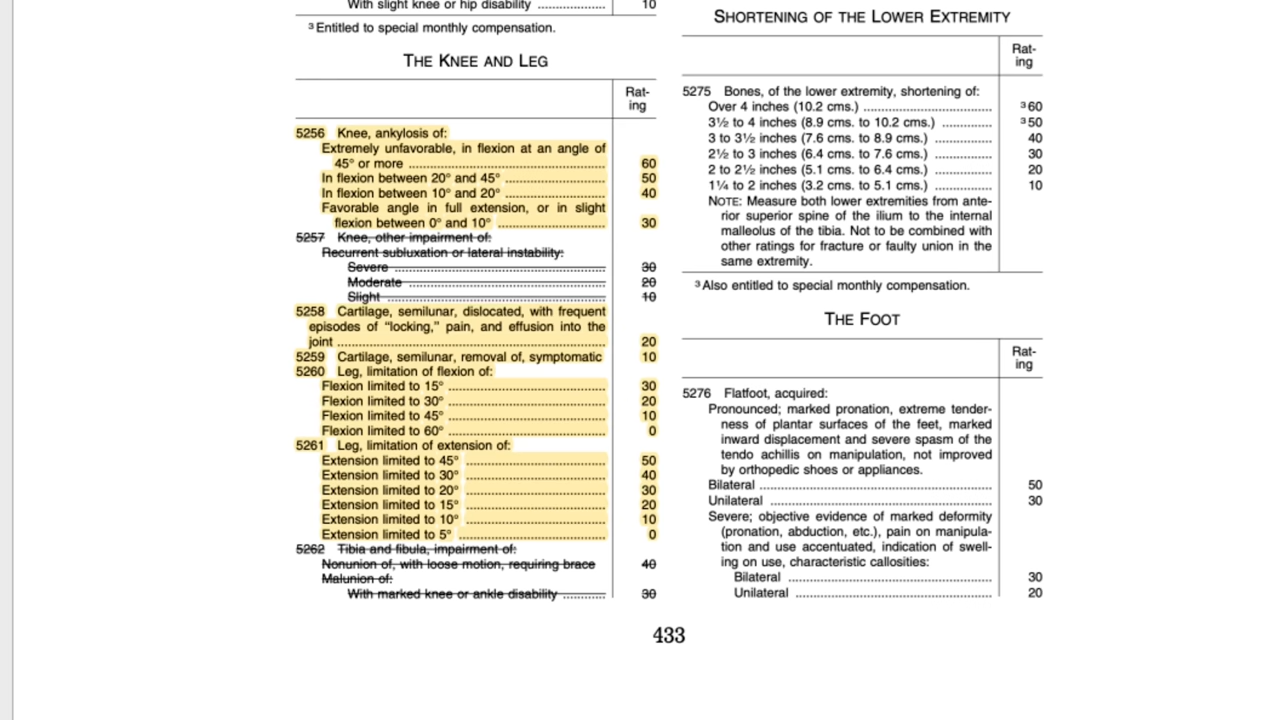 With slight knee or hip disability .................. 10
³ Entitled to special monthly compensation.
THE KNEE AND LEG
Rat-
ing
5256 Knee, ankylosis of:
Extremely unfavorable, in flexion at an angle of
45° or more .................. 60
In flexion between 20° and 45° .................. 50
In flexion between 10° and 20° .................. 40
Favorable angle in full extension, or in slight
flexion between 0° and 10° .................. 30
5257 Knee, other impairment of:
Recurrent subluxation or lateral instability:
Severe .................. 30
Moderate .................. 20
Slight .................. 10
5258 Cartilage, semilunar, dislocated, with frequent
episodes of “locking,” pain, and effusion into the
joint .................. 20
5259 Cartilage, semilunar, removal of, symptomatic 10
5260 Leg, limitation of flexion of:
Flexion limited to 15° .................. 30
Flexion limited to 30° .................. 20
Flexion limited to 45° .................. 10
Flexion limited to 60° .................. 0
5261 Leg, limitation of extension of:
Extension limited to 45° .................. 50
Extension limited to 30° .................. 40
Extension limited to 20° .................. 30
Extension limited to 15° .................. 20
Extension limited to 10° .................. 10
Extension limited to 5° .................. 0
5262 Tibia and fibula, impairment of:
Nonunion of, with loose motion, requiring brace 40
Malunion of:
With marked knee or ankle disability ............ 30
SHORTENING OF THE LOWER EXTREMITY
Rat-
ing
5275 Bones, of the lower extremity, shortening of:
Over 4 inches (10.2 cms.) .................. ³ 60
3½ to 4 inches (8.9 cms. to 10.2 cms.) .............. ³ 50
3 to 3½ inches (7.6 cms. to 8.9 cms.) .............. 40
2½ to 3 inches (6.4 cms. to 7.6 cms.) .............. 30
2 to 2½ inches (5.1 cms. to 6.4 cms.) .............. 20
1¼ to 2 inches (3.2 cms. to 5.1 cms.) .............. 10
NOTE: Measure both lower extremities from ante-
rior superior spine of the ilium to the internal
malleolus of the tibia. Not to be combined with
other ratings for fracture or faulty union in the
same extremity.
³ Also entitled to special monthly compensation.
THE FOOT
Rat-
ing
5276 Flatfoot, acquired:
Pronounced; marked pronation, extreme tender-
ness of plantar surfaces of the feet, marked
inward displacement and severe spasm of the
tendo achillis on manipulation, not improved
by orthopedic shoes or appliances.
Bilateral .................. 50
Unilateral .................. 30
Severe; objective evidence of marked deformity
(pronation, abduction, etc.), pain on manipula-
tion and use accentuated, indication of swell-
ing on use, characteristic callosities:
Bilateral .................. 30
Unilateral .................. 20
433